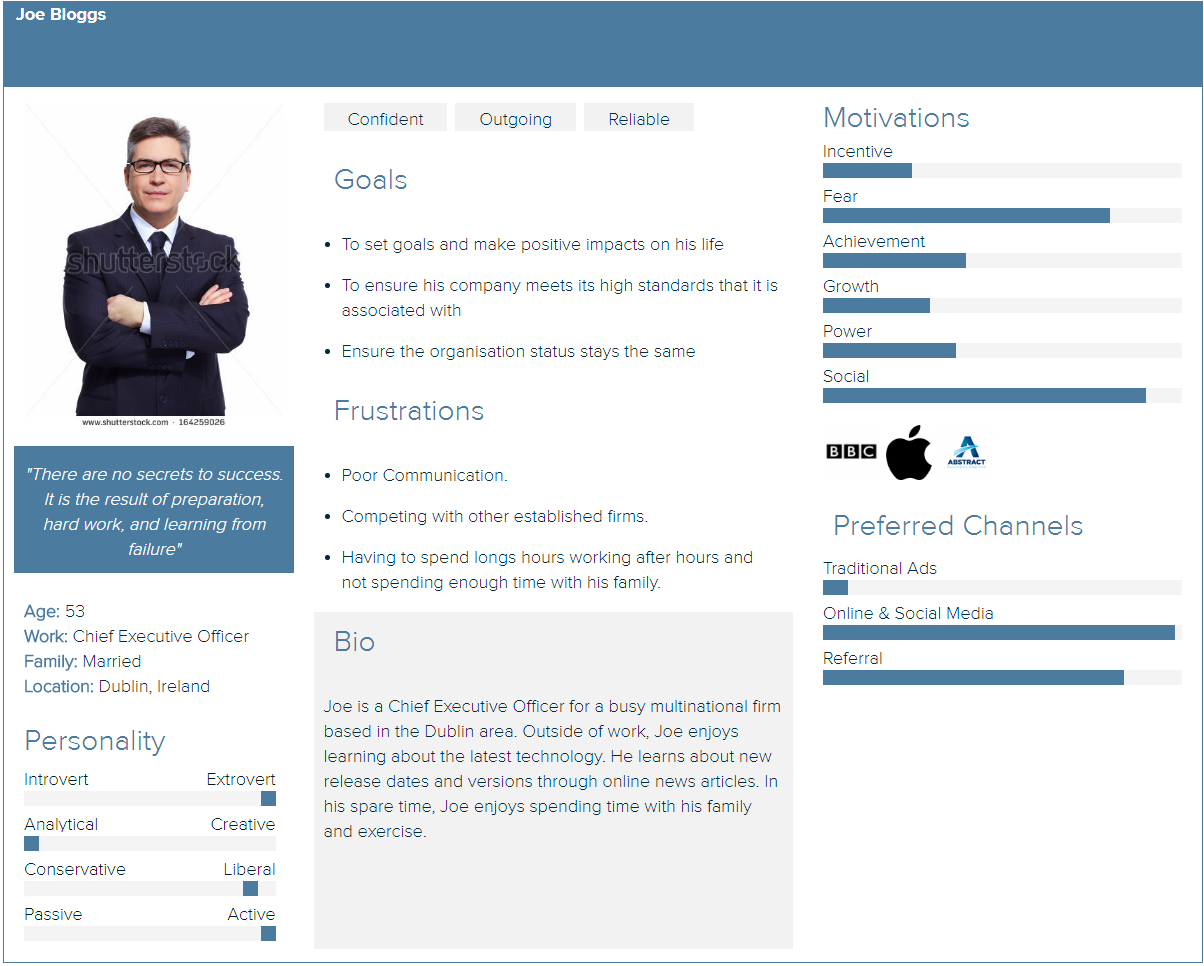 Joe Bloggs
shutterstock
www.shutterstock.com · 164259026
"There are no secrets to success.
It is the result of preparation,
hard work, and learning from
failure"
Age: 53
Work: Chief Executive Officer
Family: Married
Location: Dublin, Ireland
Personality
Introvert Extrovert
Analytical Creative
Conservative Liberal
Passive Active
Confident Outgoing Reliable
Goals
To set goals and make positive impacts on his life
To ensure his company meets its high standards that it is
associated with
Ensure the organisation status stays the same
Frustrations
Poor Communication.
Competing with other established firms.
Having to spend longs hours working after hours and
not spending enough time with his family.
Bio
Joe is a Chief Executive Officer for a busy multinational firm
based in the Dublin area. Outside of work, Joe enjoys
learning about the latest technology. He learns about new
release dates and versions through online news articles. In
his spare time, Joe enjoys spending time with his family
and exercise.
Motivations
Incentive
Fear
Achievement
Growth
Power
Social
BBC
ABSTRACT
Preferred Channels
Traditional Ads
Online & Social Media
Referral